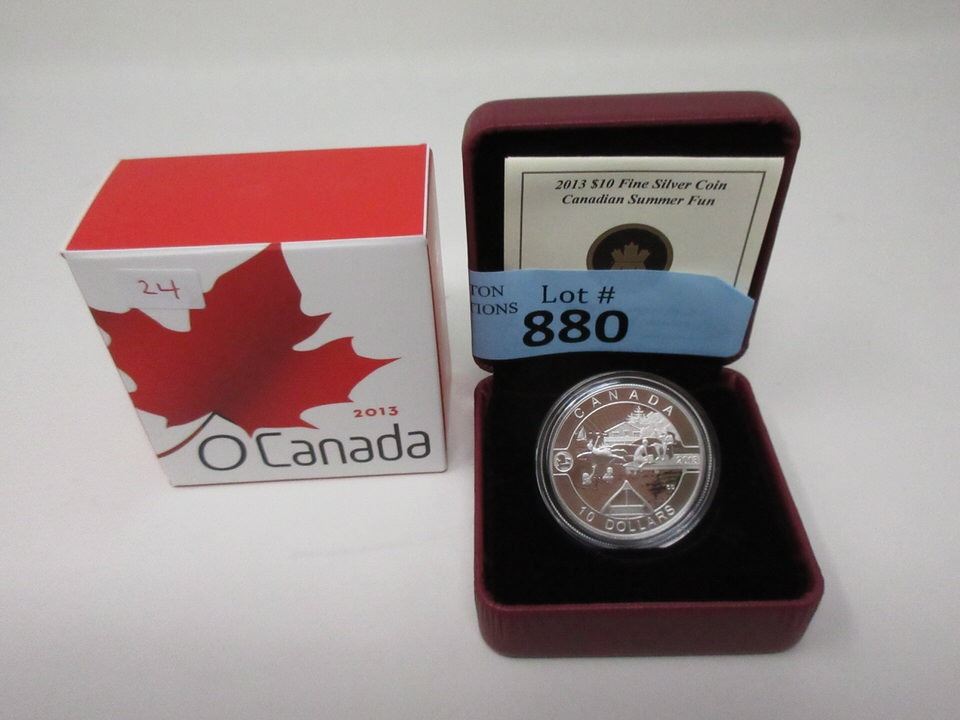 24
2013
O Canada
2013 $10 Fine Silver Coin
Canadian Summer Fun
TON
TIONS
Lot #
880
CANADA
2013
10 DOLLARS